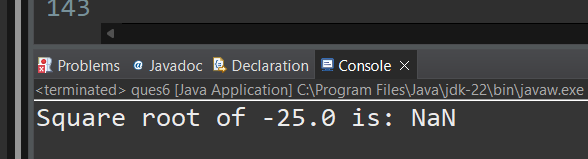 143
Problems @ Javadoc Declaration Console
<terminated> ques6 [Java Application] C:\Program Files\Java\jdk-22\bin\javaw.exe
Square root of -25.0 is: NaN